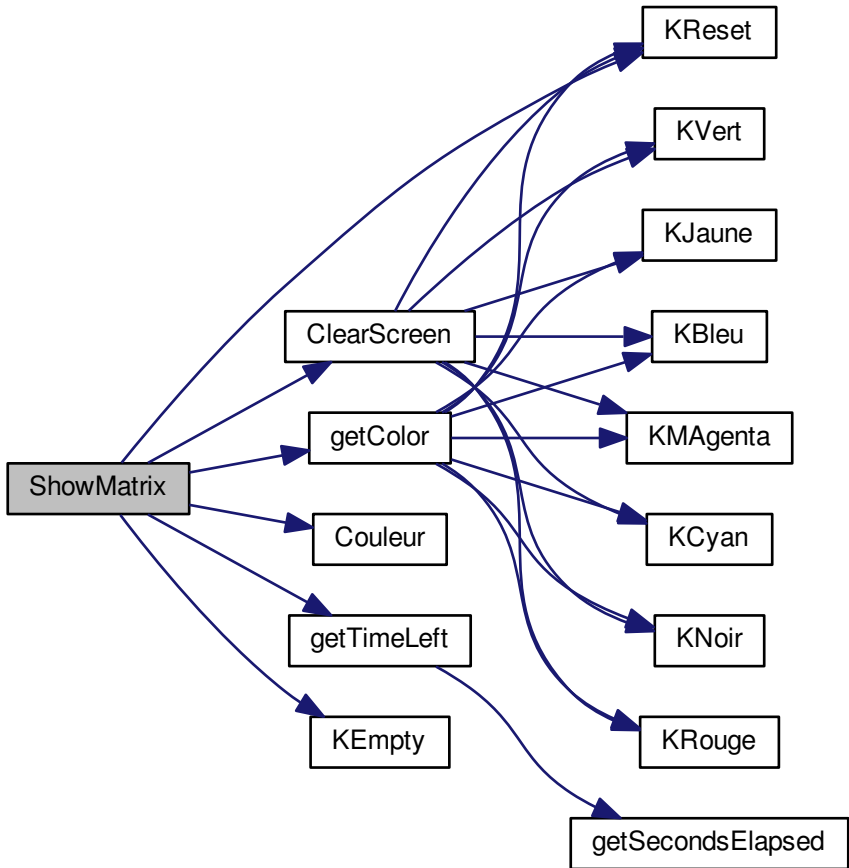 KReset
KVert
KJaune
ClearScreen
KBleu
getColor
KMAgenta
ShowMatrix
Couleur
KCyan
getTimeLeft
KNoir
KEmpty
KRouge
getSecondsElapsed